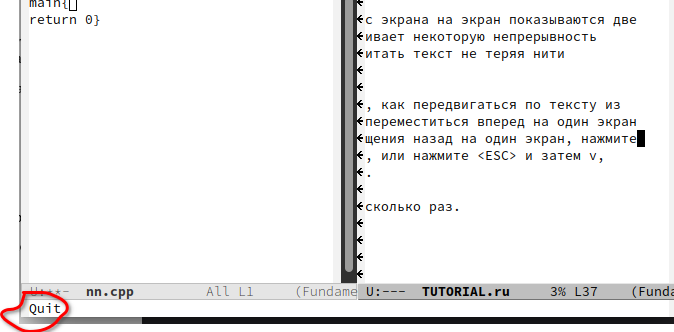 main{
return 0}
U:**- nn.cpp All L1 (Fundame
с экрана на экран показываются две
ивает некоторую непрерывность
итать текст не теряя нити
, как передвигаться по тексту из
переместиться вперед на один экран
щения назад на один экран, нажмите
, или нажмите <ESC> и затем v,
.
сколько раз.
U:--- TUTORIAL.ru 3% L37 (Funda
Quit